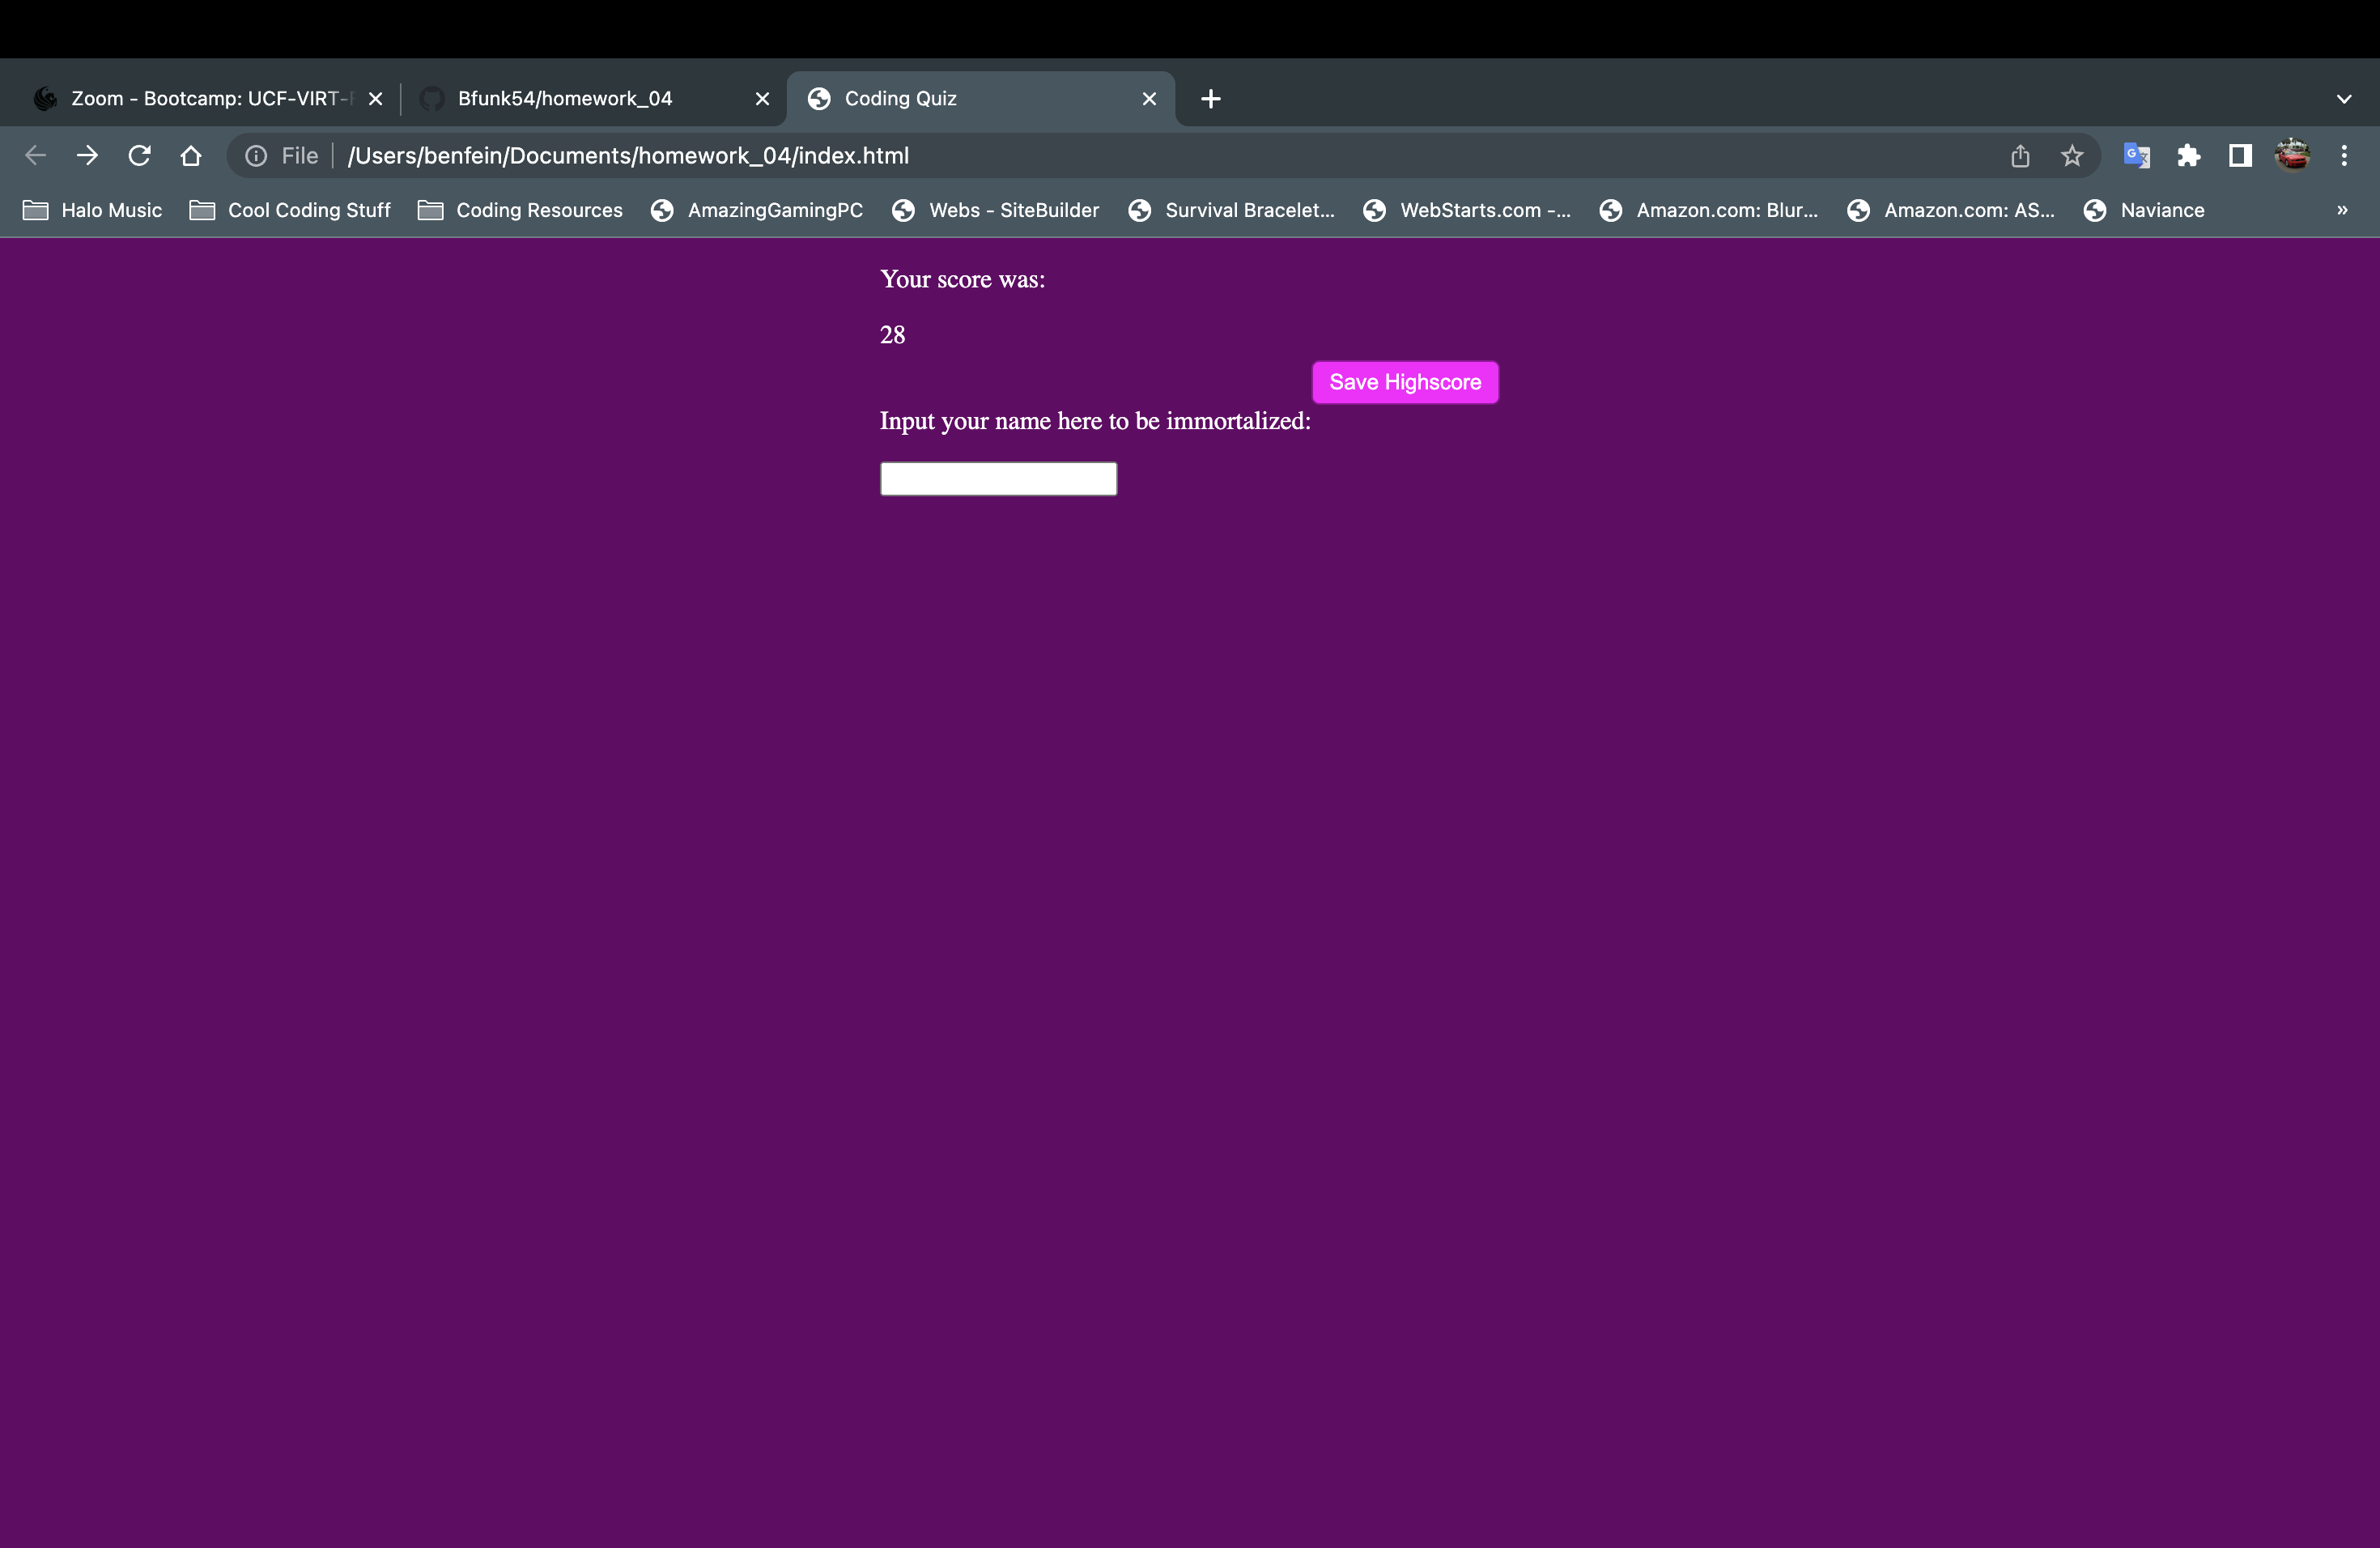 Zoom - Bootcamp: UCF-VIRT-
Bfunk54/homework_04
Coding Quiz
File /Users/benfein/Documents/homework_04/index.html
Halo Music Cool Coding Stuff Coding Resources AmazingGamingPC Webs - SiteBuilder Survival Bracelet... WebStarts.com -... Amazon.com: Blur... Amazon.com: AS... Naviance »
Your score was:
28
Save Highscore
Input your name here to be immortalized: